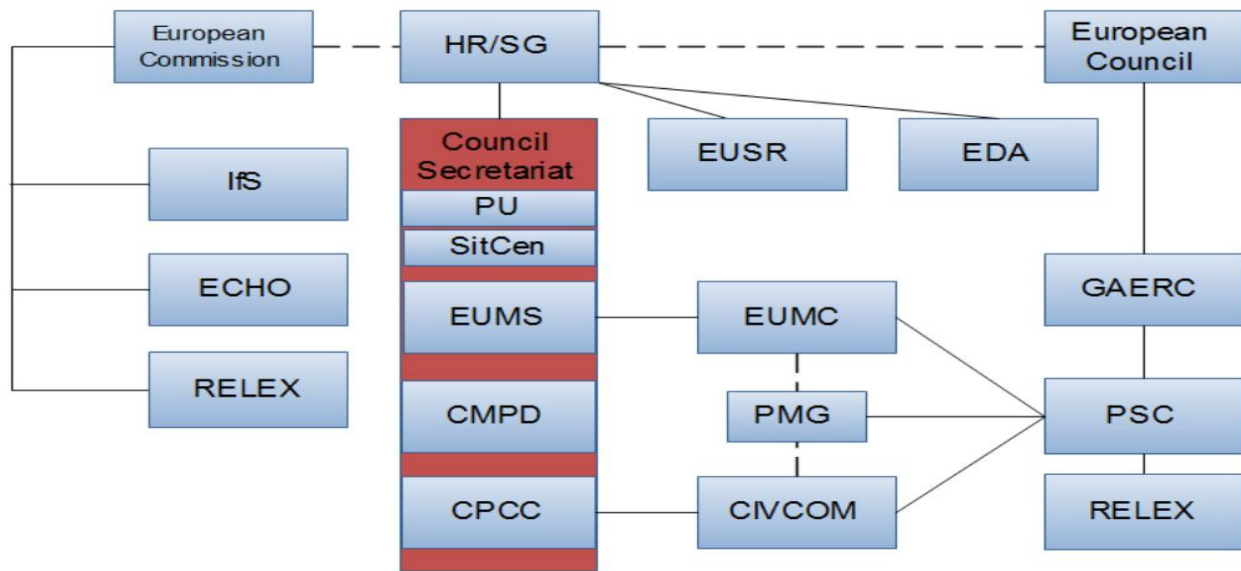 European
Commission
HR/SG
European
Council
Council
Secretariat
EUSR
EDA
IfS
PU
SitCen
ECHO
EUMS
EUMC
GAERC
RELEX
CMPD
PMG
PSC
CPCC
CIVCOM
RELEX